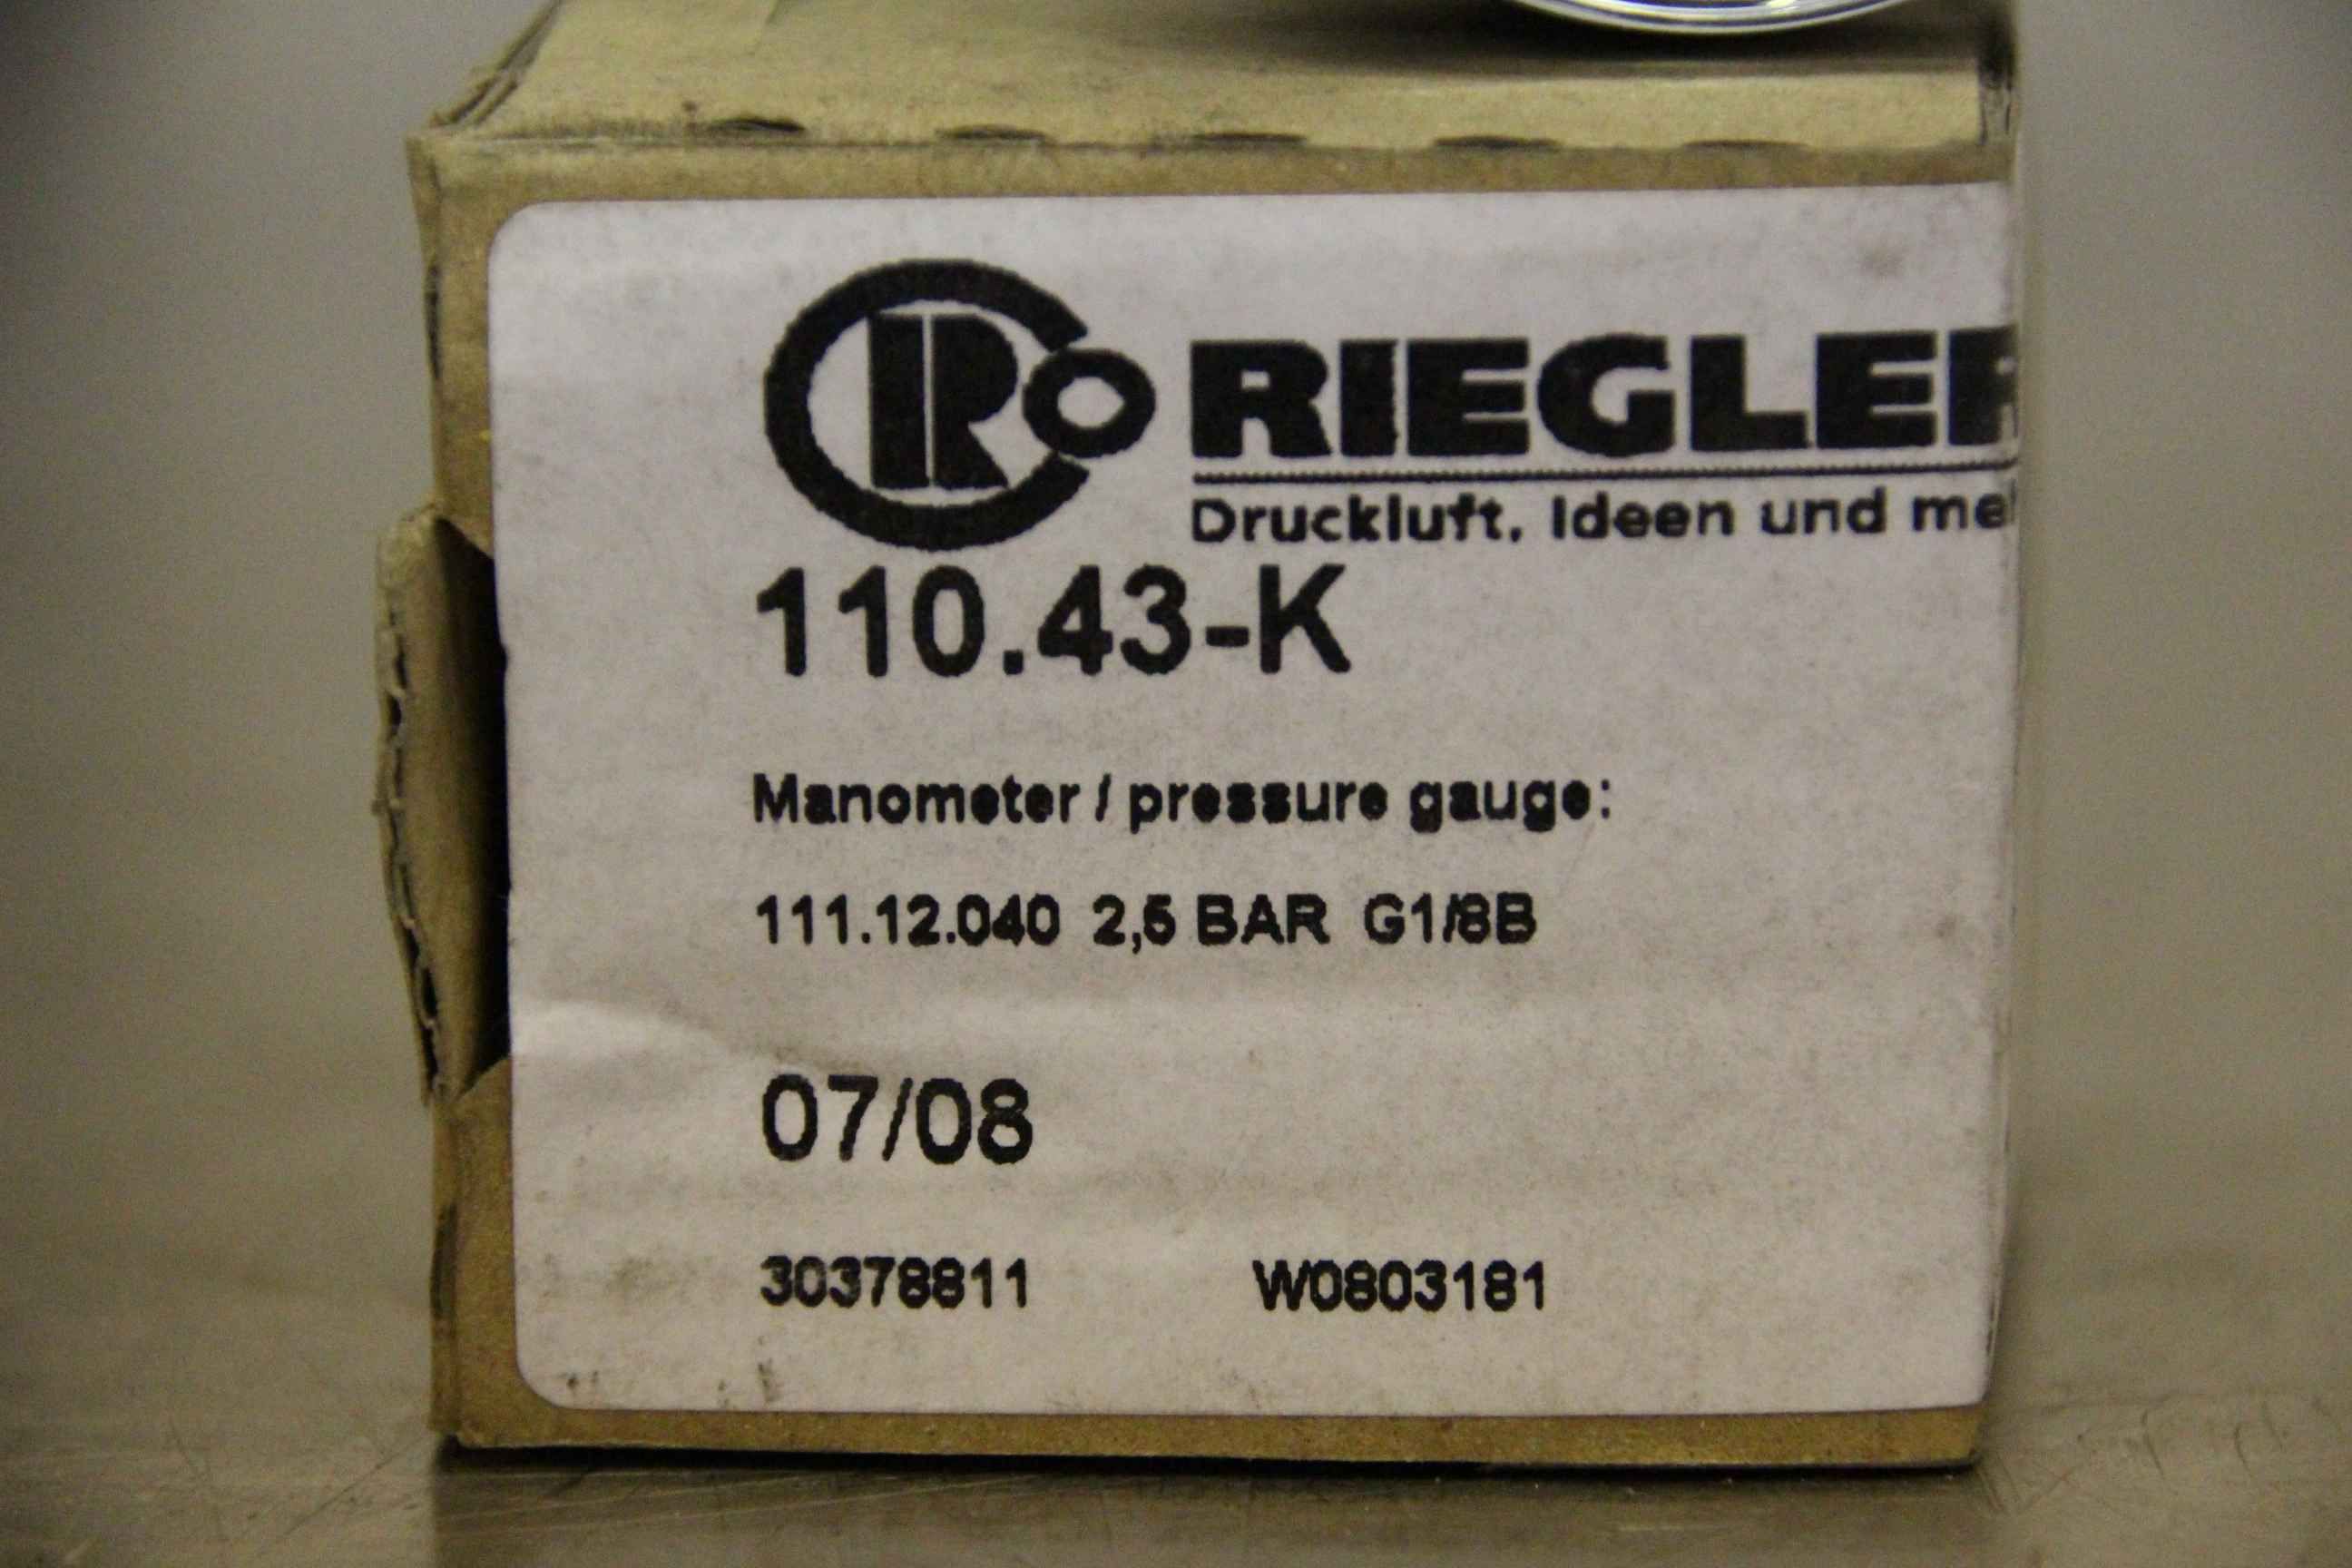 RIEGLER
Druckluft, Ideen und me
110.43-K
Manometer / pressure gauge:
111.12.040 2,5 BAR G1/8B
07/08
30378811 W0803181